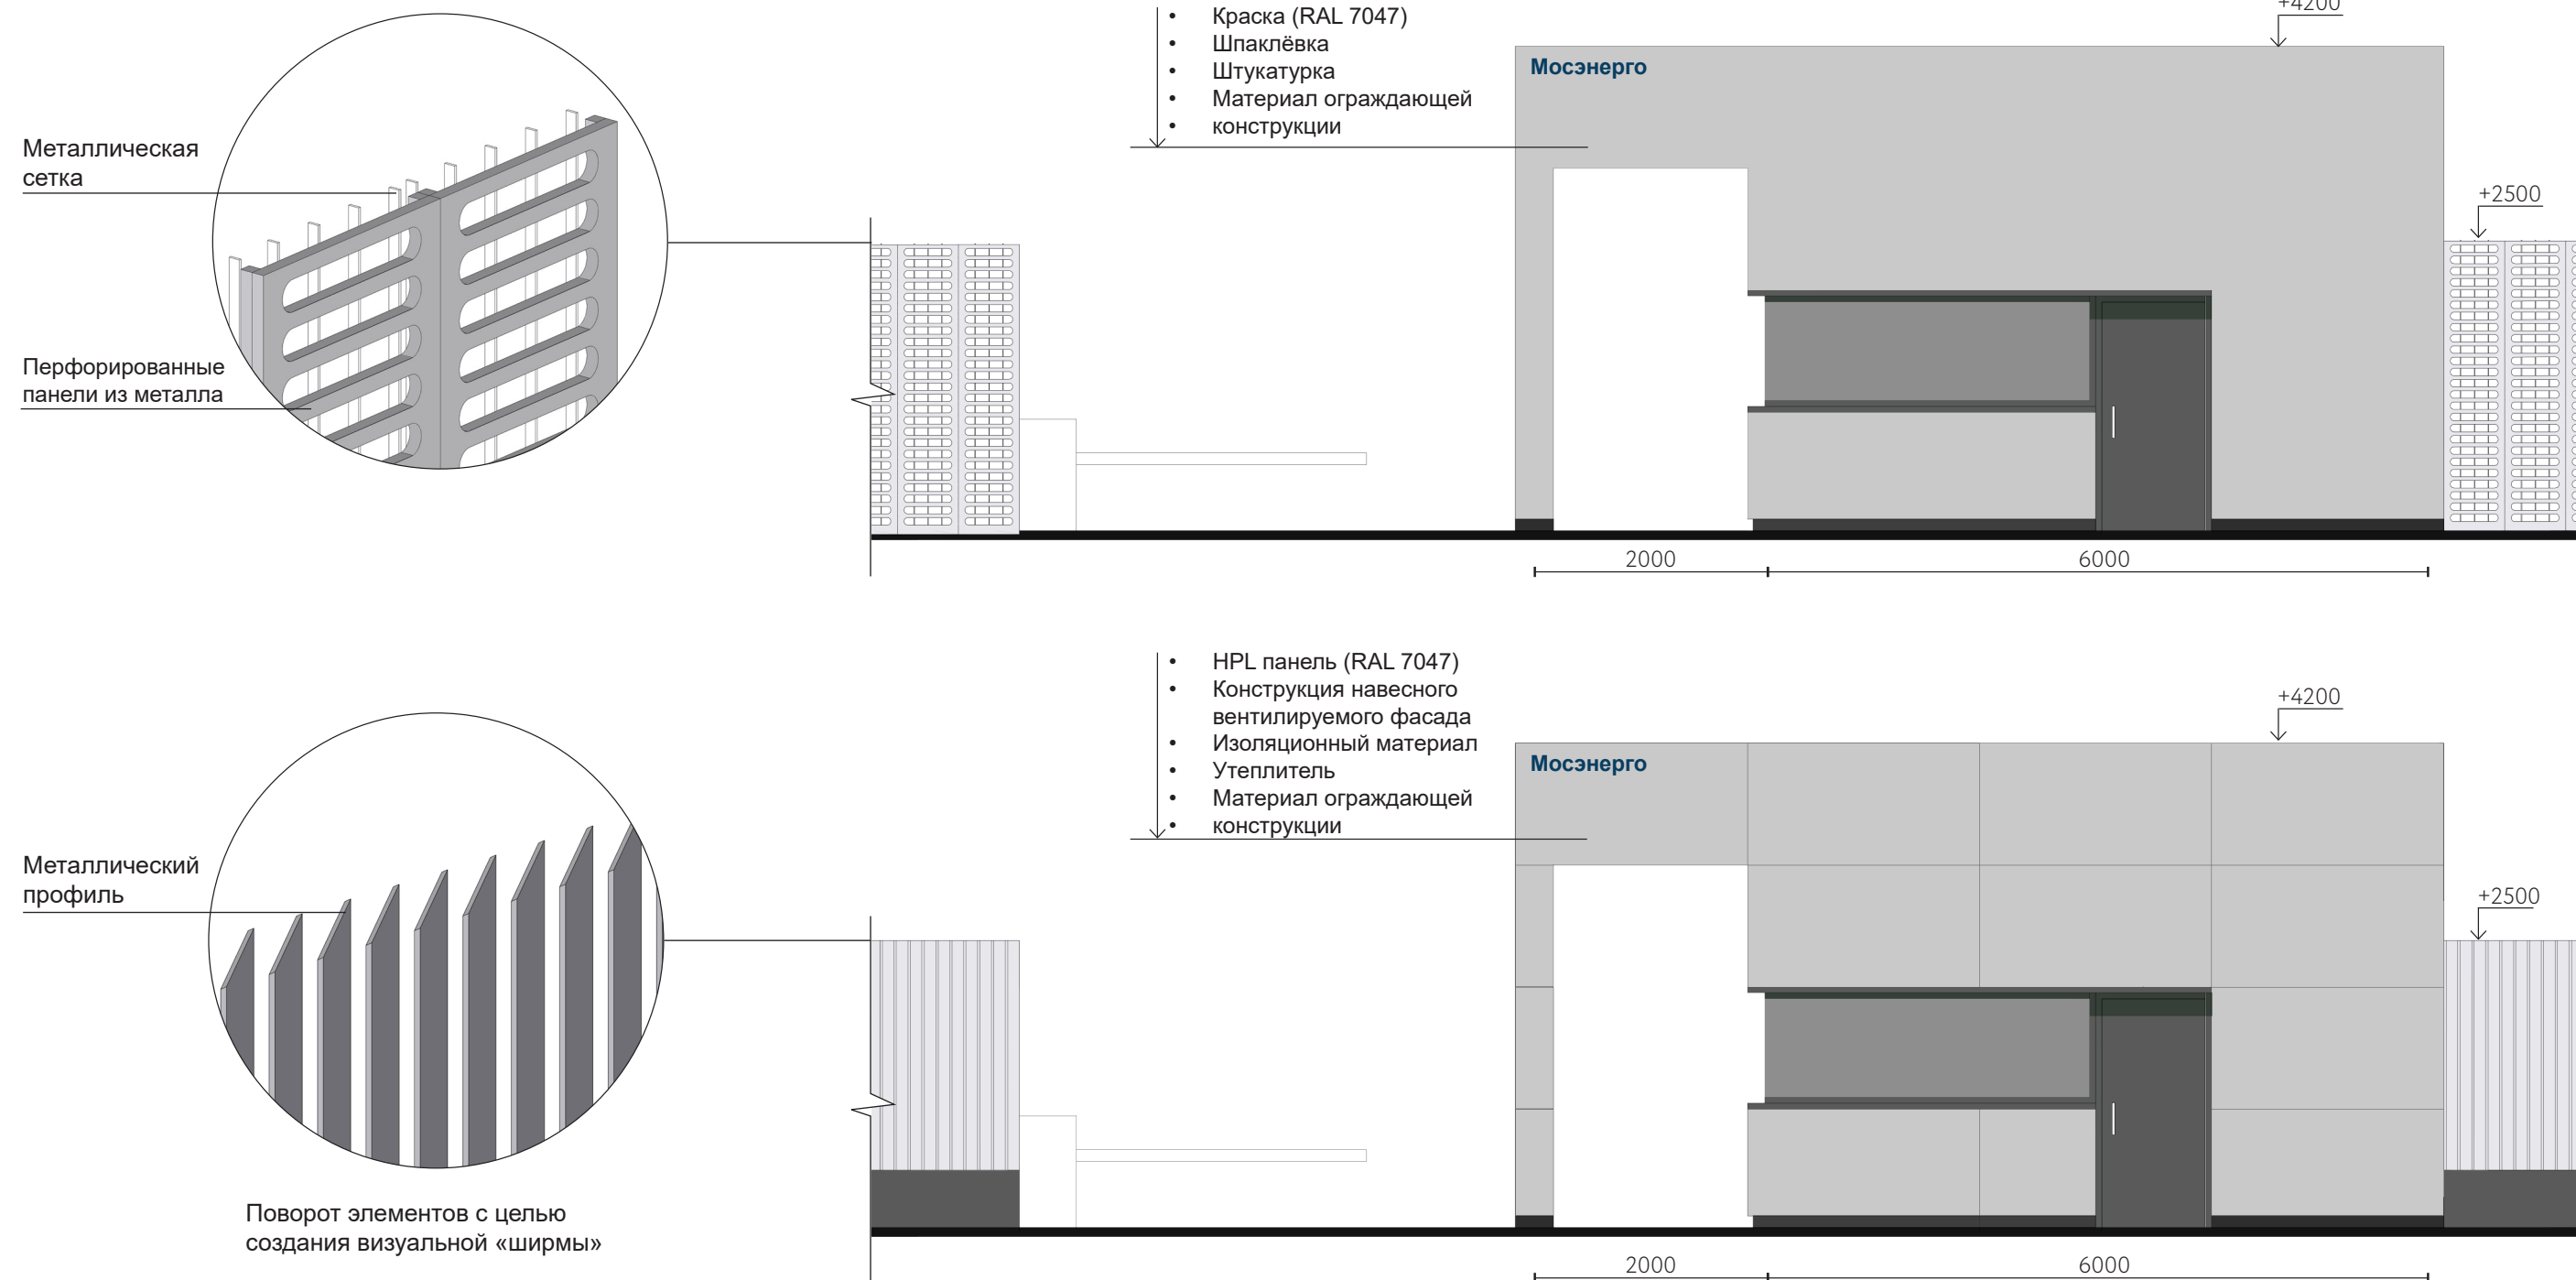 Краска (RAL 7047)
Шпаклёвка
Штукатурка
Материал ограждающей
конструкции
+4200
Мосэнерго
Металлическая
сетка
+2500
Перфорированные
панели из металла
2000
6000
HPL панель (RAL 7047)
Конструкция навесного
вентилируемого фасада
Изоляционный материал
Утеплитель
Материал ограждающей
конструкции
+4200
Мосэнерго
Металлический
профиль
+2500
Поворот элементов с целью
создания визуальной «ширмы»
2000
6000